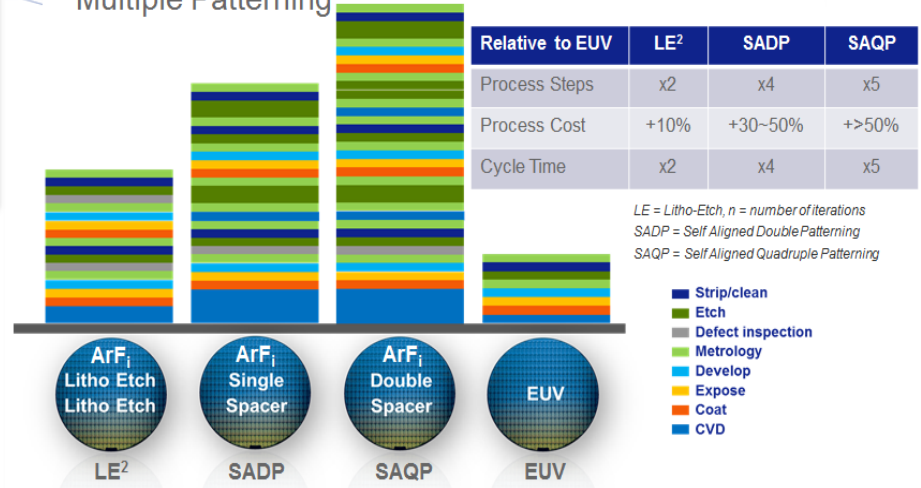 Multiple Patterning
Relative to EUV LE² SADP SAQP
Process Steps x2 x4 x5
Process Cost +10% +30~50% +>50%
Cycle Time x2 x4 x5
LE = Litho-Etch, n = number of iterations
SADP = Self Aligned Double Patterning
SAQP = Self Aligned Quadruple Patterning
Strip/clean
Etch
Defect inspection
Metrology
Develop
Expose
Coat
CVD
ArFi
Litho Etch
Litho Etch
ArFi
Single
Spacer
ArFi
Double
Spacer
EUV
LE² SADP SAQP EUV